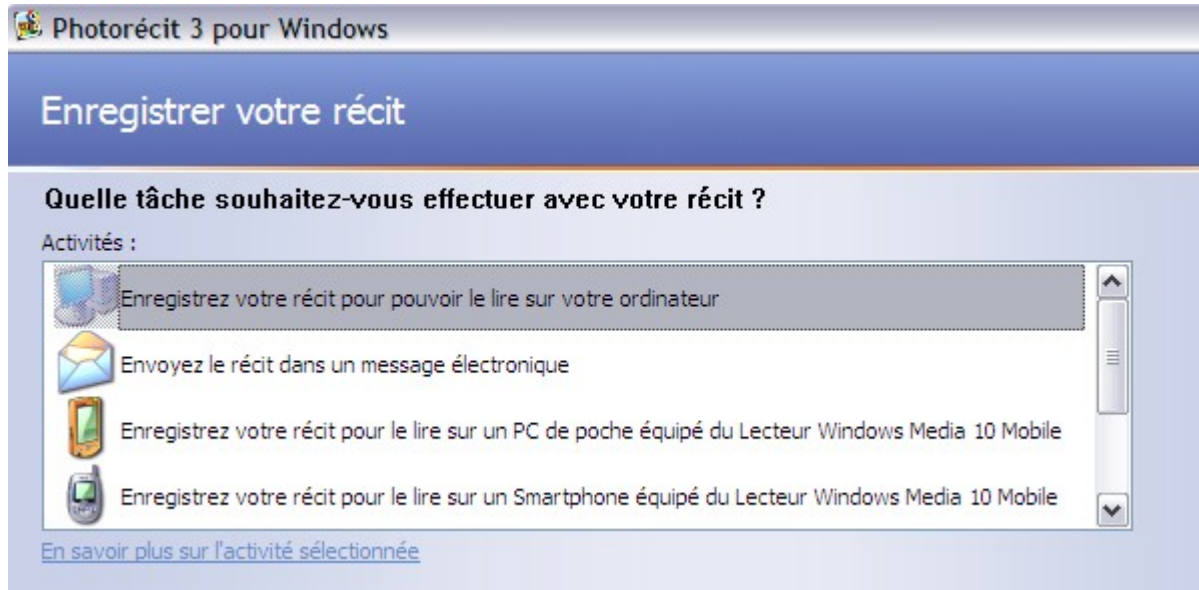 Photorécit 3 pour Windows
Enregistrer votre récit
Quelle tâche souhaitez-vous effectuer avec votre récit ?
Activités :
Enregistrez votre récit pour pouvoir le lire sur votre ordinateur
Envoyez le récit dans un message électronique
Enregistrez votre récit pour le lire sur un PC de poche équipé du Lecteur Windows Media 10 Mobile
Enregistrez votre récit pour le lire sur un Smartphone équipé du Lecteur Windows Media 10 Mobile
En savoir plus sur l'activité sélectionnée